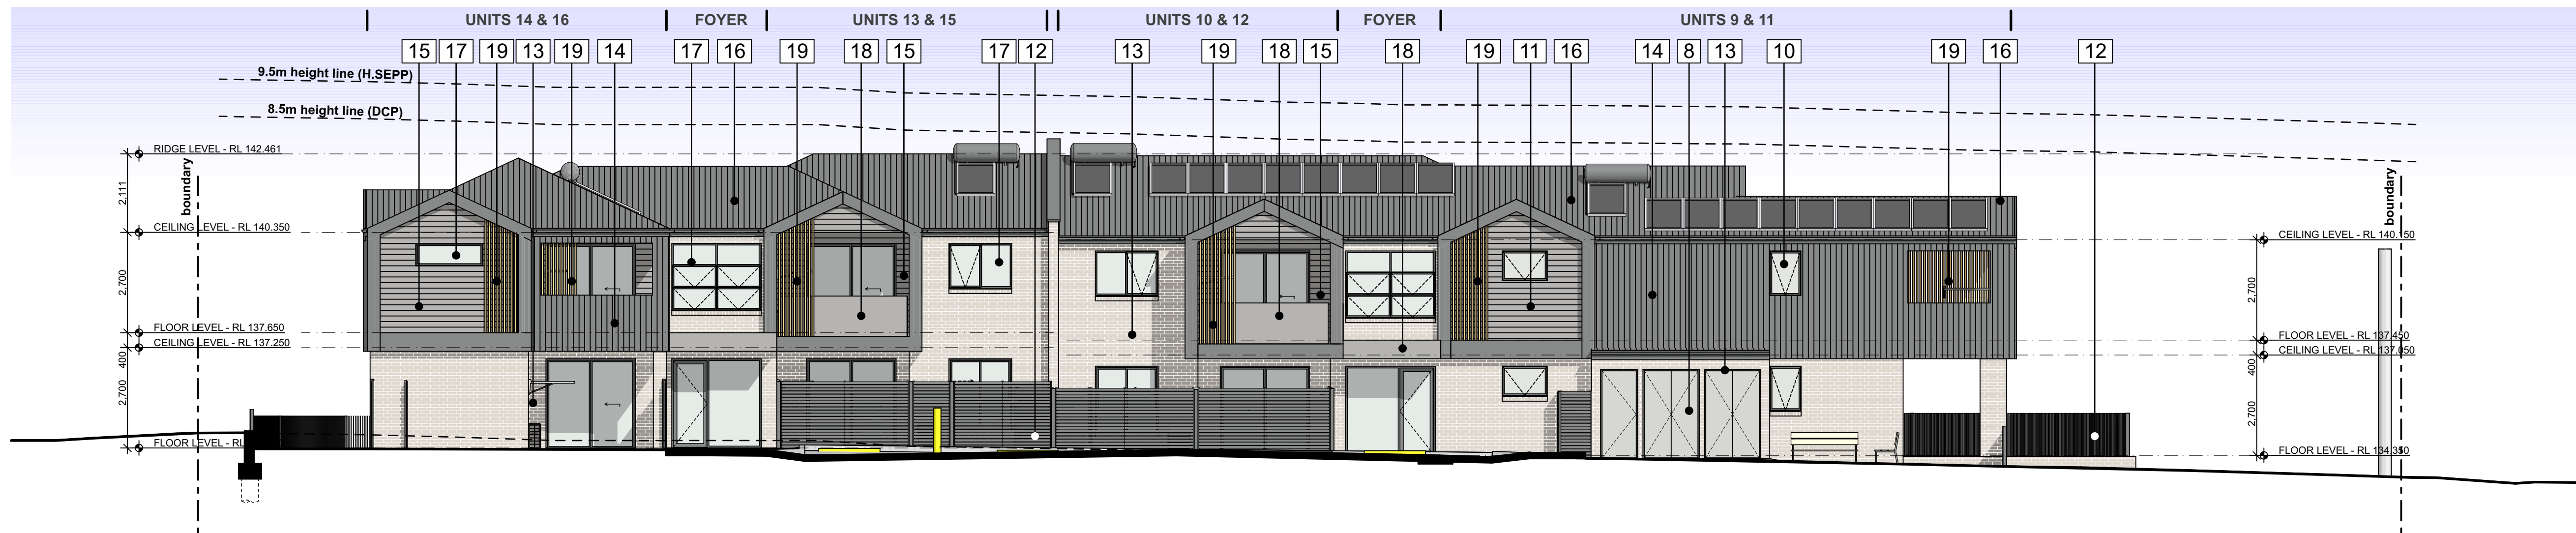 UNITS 14 & 16 FOYER UNITS 13 & 15 UNITS 10 & 12 FOYER UNITS 9 & 11
15 17 19 13 19 14 17 16 19 18 15 17 12 13 19 18 15 18 19 11 16 14 8 13 10 19 16 12
9.5m height line (H.SEPP)
8.5m height line (DCP)
RIDGE LEVEL - RL 142.461
boundary
2,111
CEILING LEVEL - RL 140.350
2,700
FLOOR LEVEL - RL 137.650
CEILING LEVEL - RL 137.250
400
2,700
FLOOR LEVEL - RL
boundary
CEILING LEVEL - RL 140.150
2,700
FLOOR LEVEL - RL 137.450
CEILING LEVEL - RL 137.050
400
2,700
FLOOR LEVEL - RL 134.350